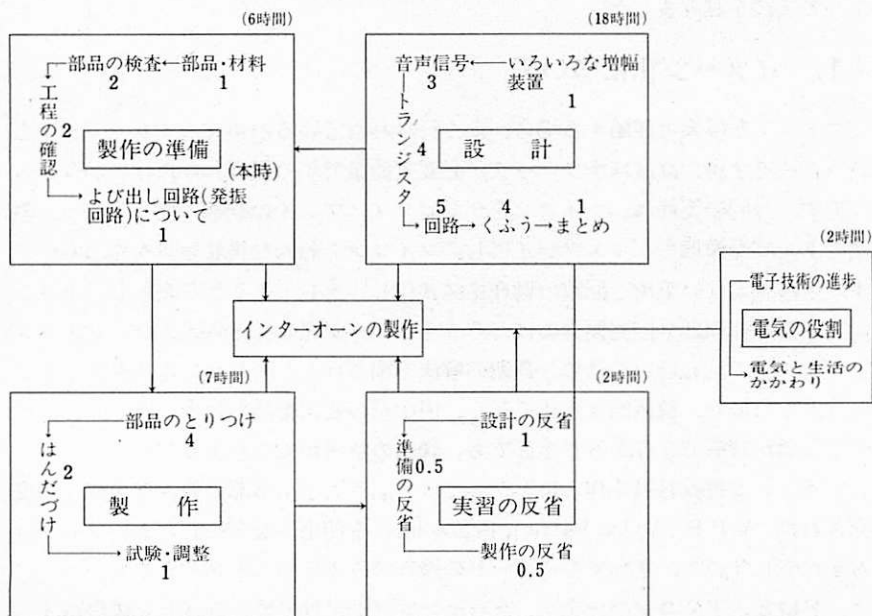 (6時間)
部品の検査←部品・材料
2
1
工程の確認
2
製作の準備
(本時)
よび出し回路(発振
回路)について
1
(18時間)
音声信号←いろいろな増幅
装置
3
1
トランジスタ
4
設計
5
4
1
回路→くふう→まとめ
インターオーンの製作
(2時間)
電子技術の進歩
電気の役割
電気と生活の
かかわり
(7時間)
部品のとりつけ
4
はんだづけ
2
製作
試験・調整
1
(2時間)
設計の反省
1
準備の反省
0.5
実習の反省
製作の反省
0.5